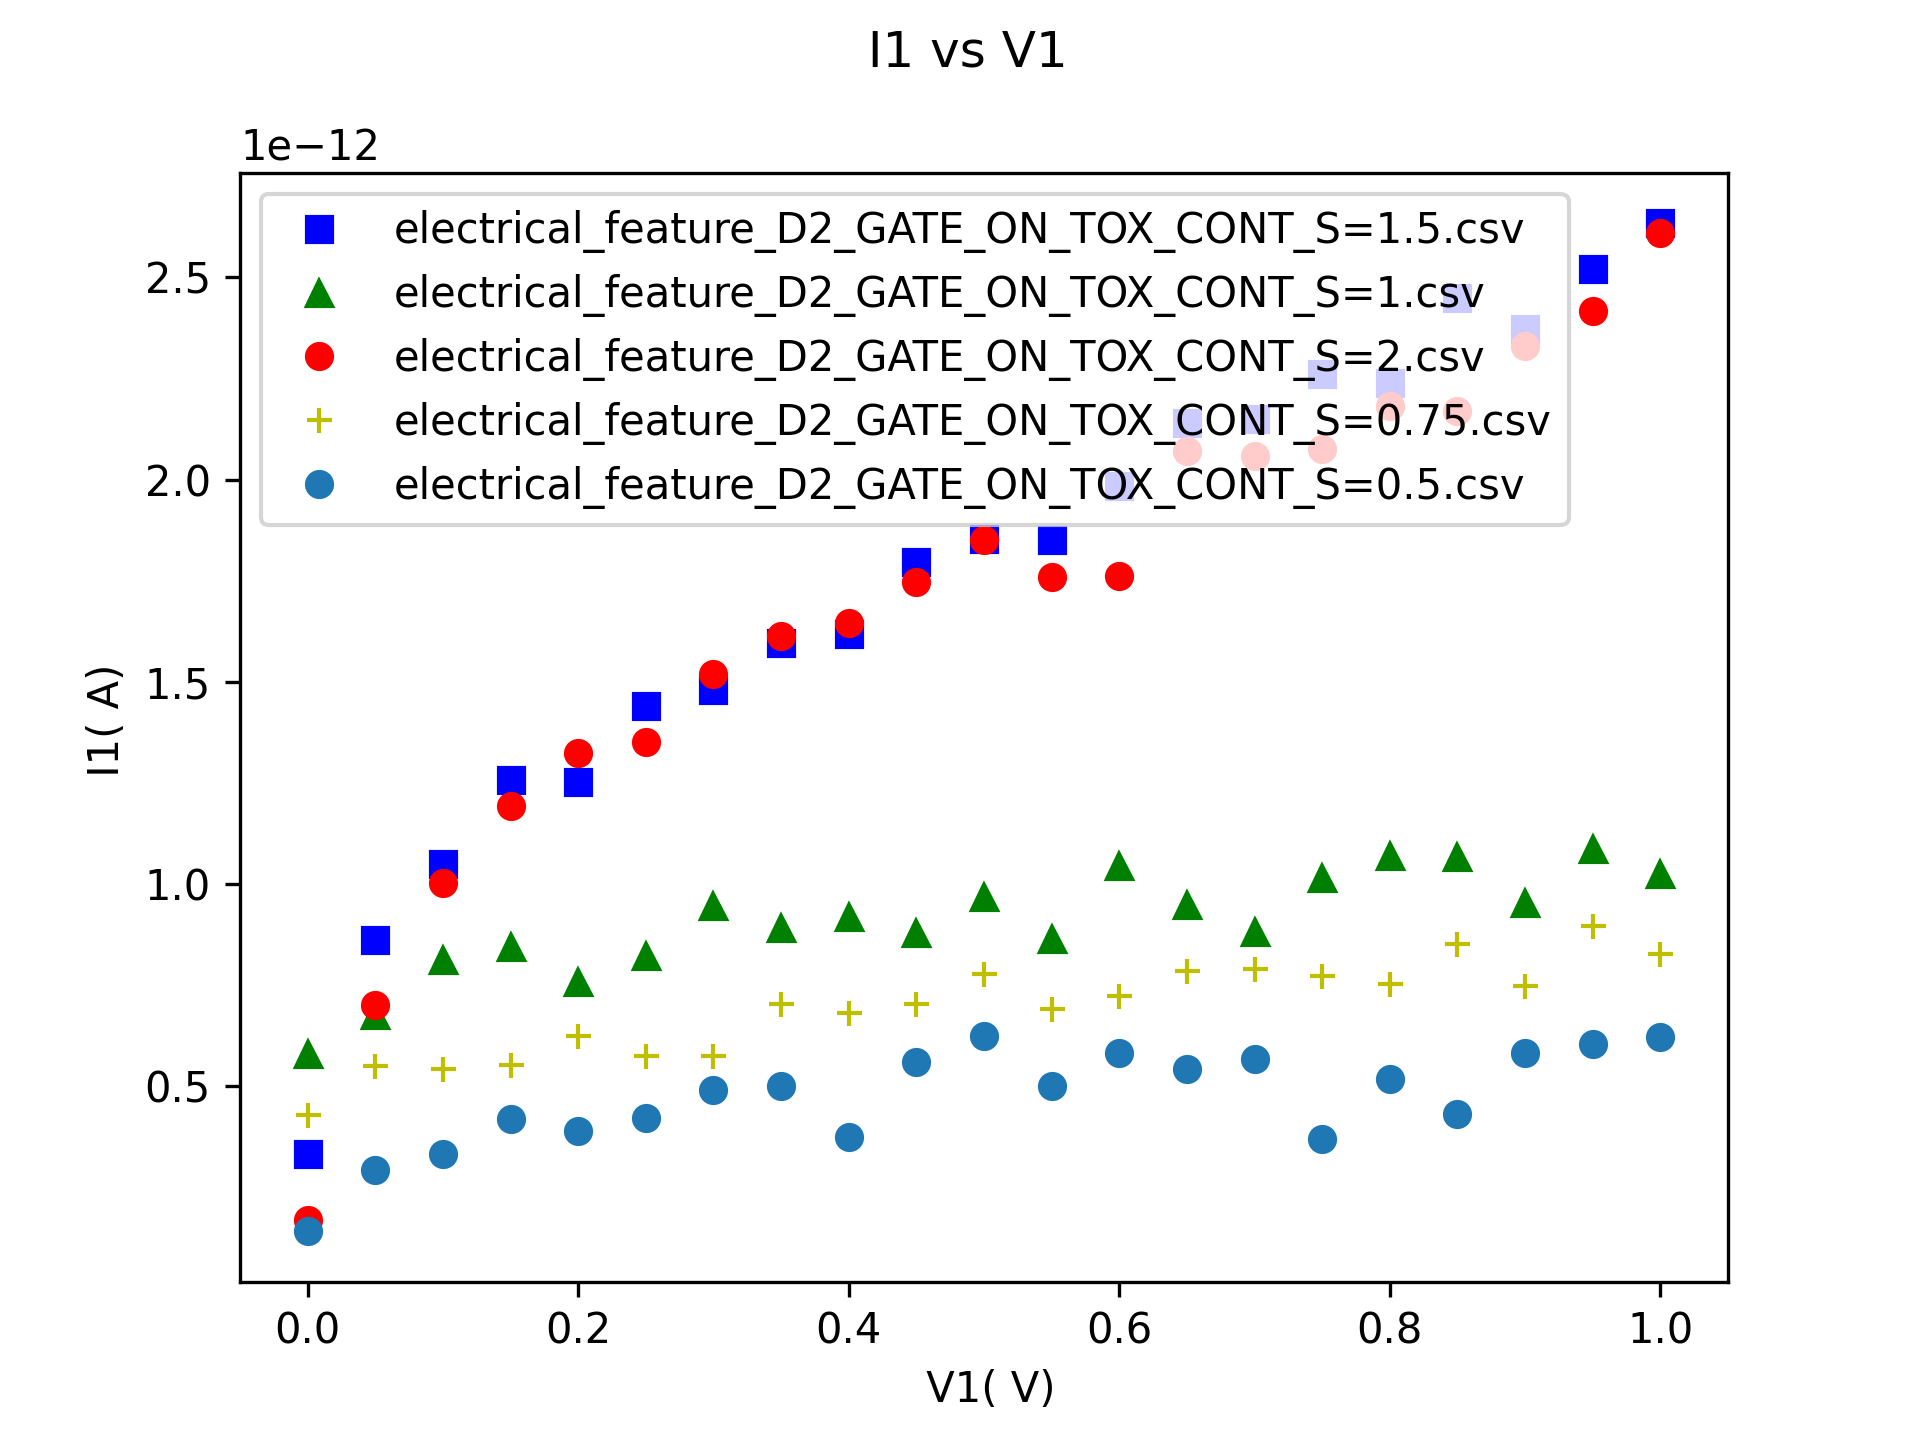 I1 vs V1
1e−12
electrical_feature_D2_GATE_ON_TOX_CONT_S=1.5.csv
electrical_feature_D2_GATE_ON_TOX_CONT_S=1.csv
electrical_feature_D2_GATE_ON_TOX_CONT_S=2.csv
electrical_feature_D2_GATE_ON_TOX_CONT_S=0.75.csv
electrical_feature_D2_GATE_ON_TOX_CONT_S=0.5.csv
2.5
2.0
1.5
1.0
0.5
I1( A)
0.0 0.2 0.4 0.6 0.8 1.0
V1( V)